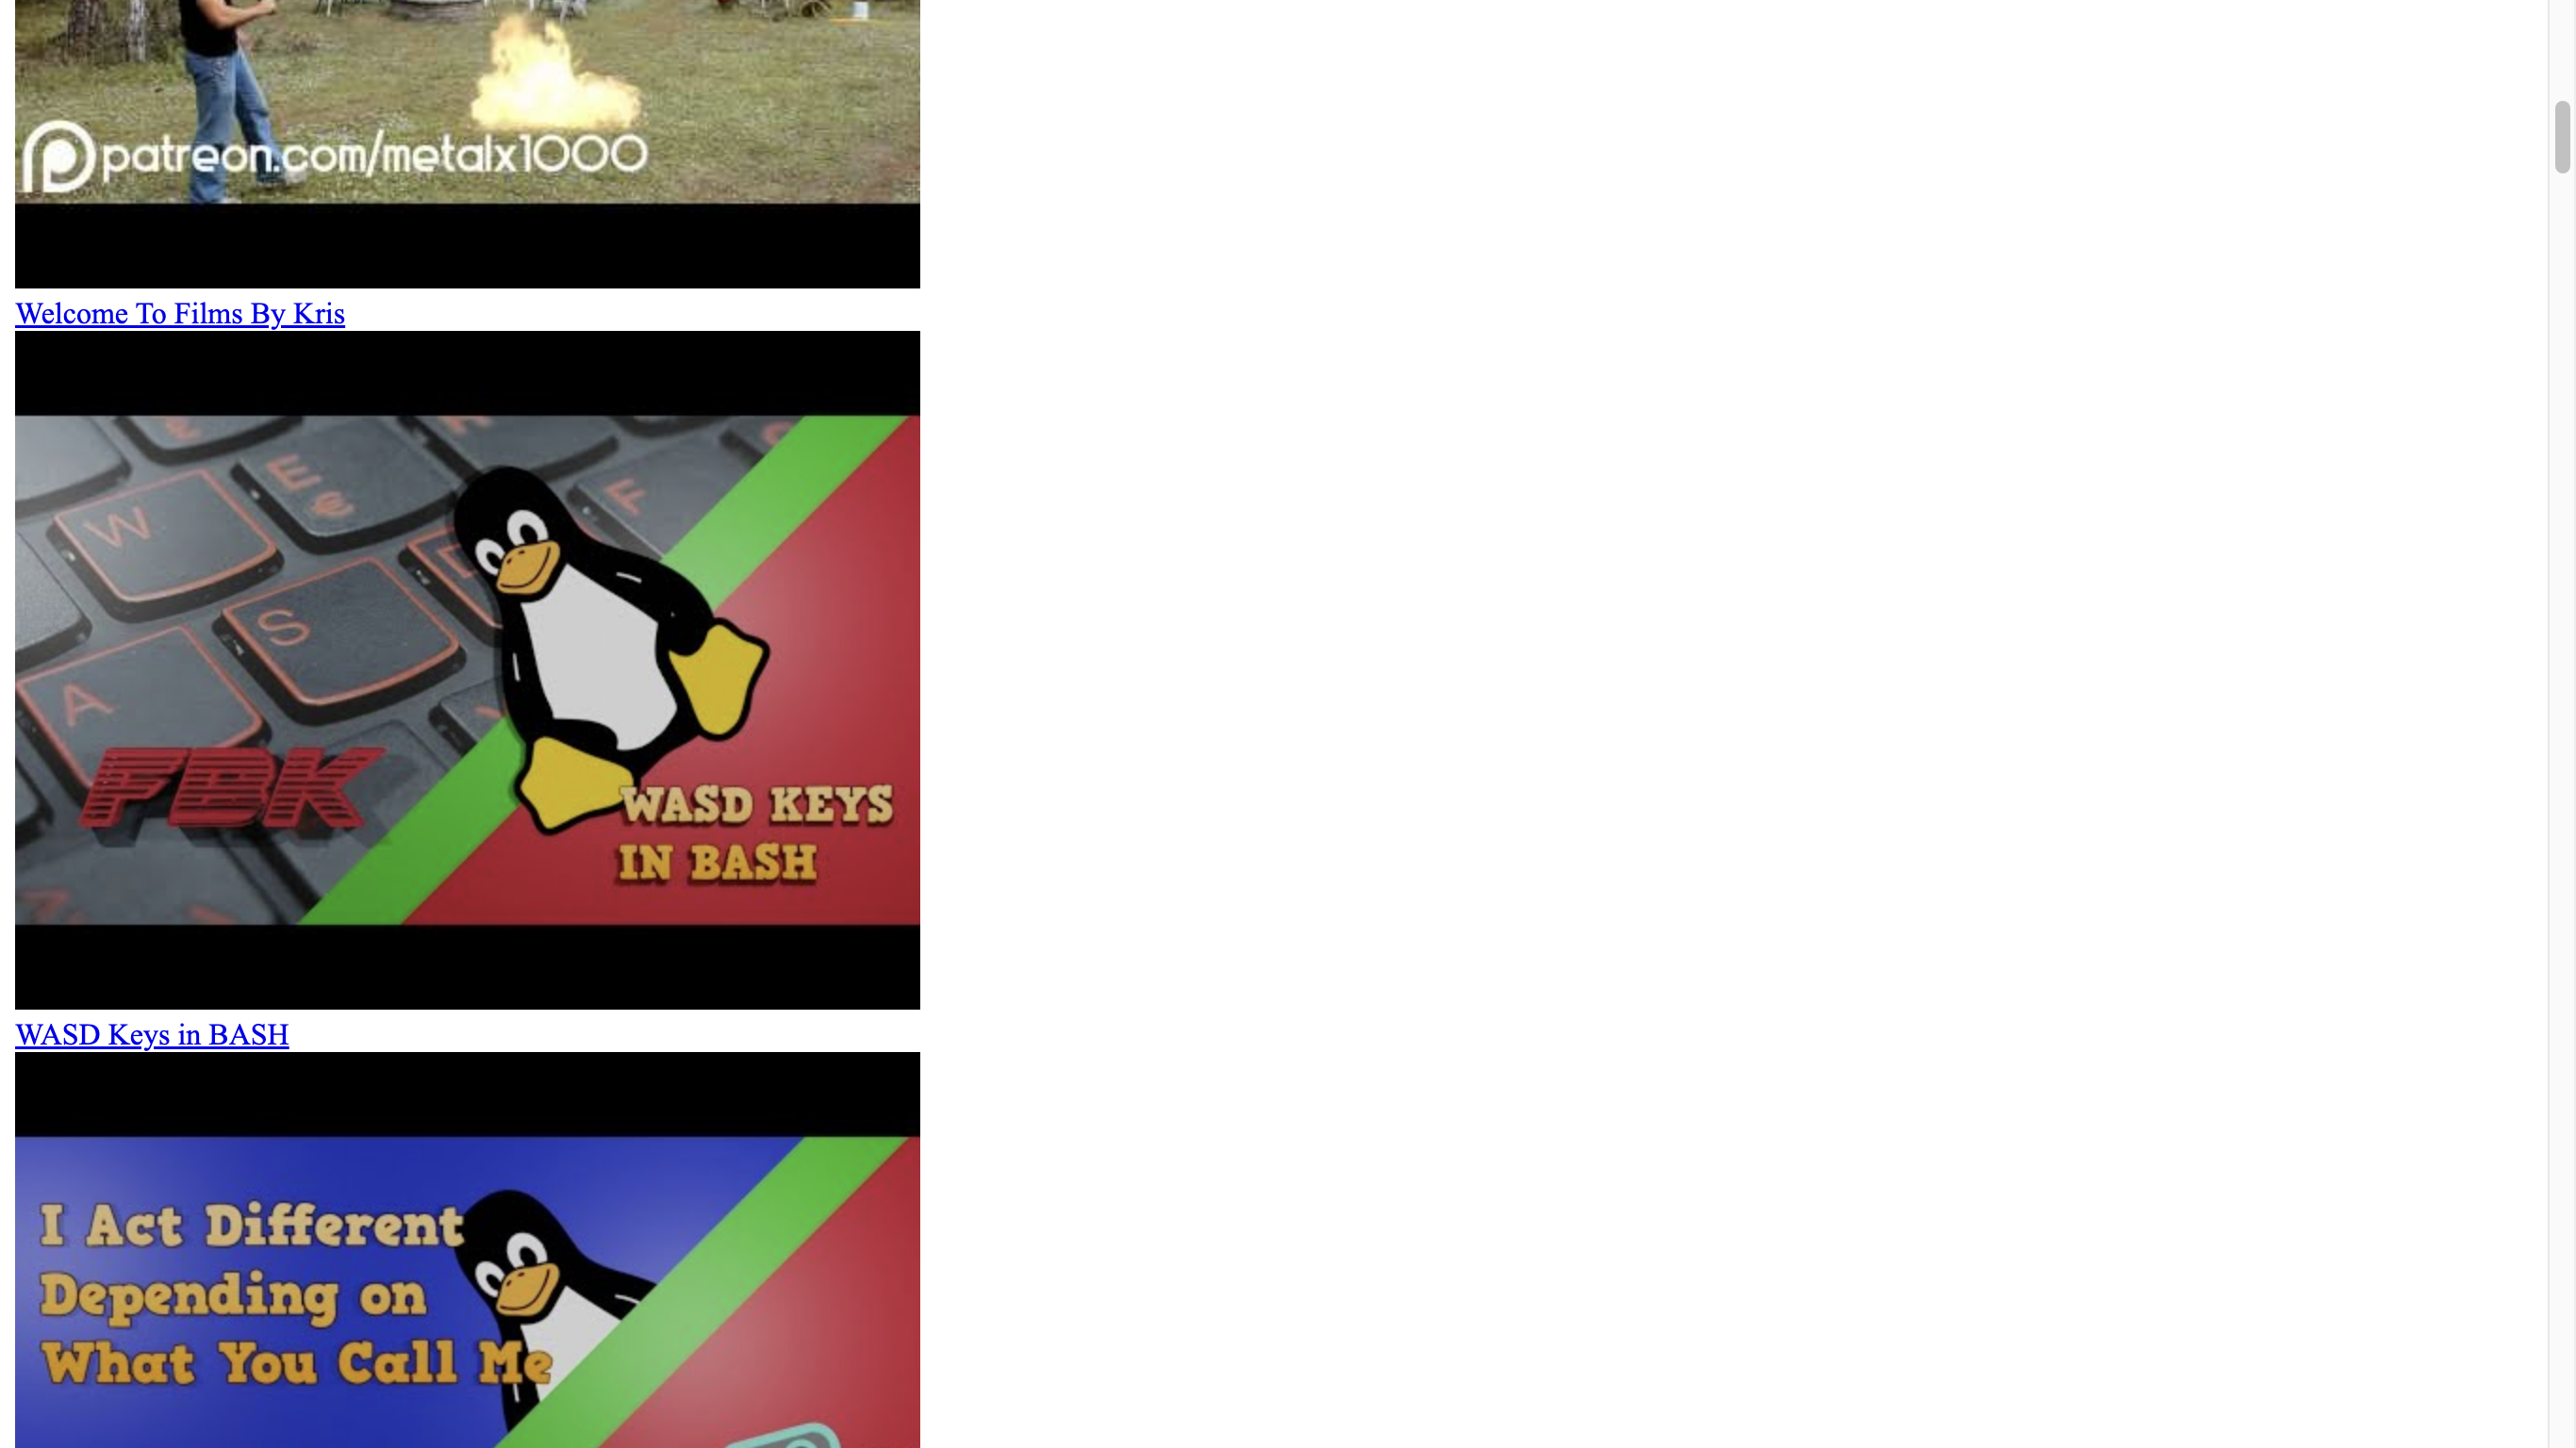 patreon.com/metalx1000
Welcome To Films By Kris
W
E
F
S
A
FBK
WASD KEYS
IN BASH
WASD Keys in BASH
I Act Different
Depending on
What You Call Me